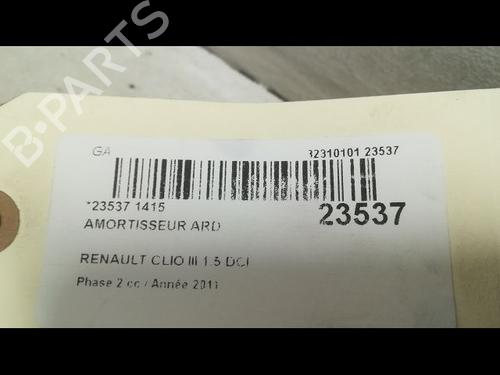 GA 32310101 23537
*23537 1415
23537
AMORTISSEUR ARD
RENAULT CLIO III 1.5 DCI
Phase 2 cc / Année 2011
B-PARTS